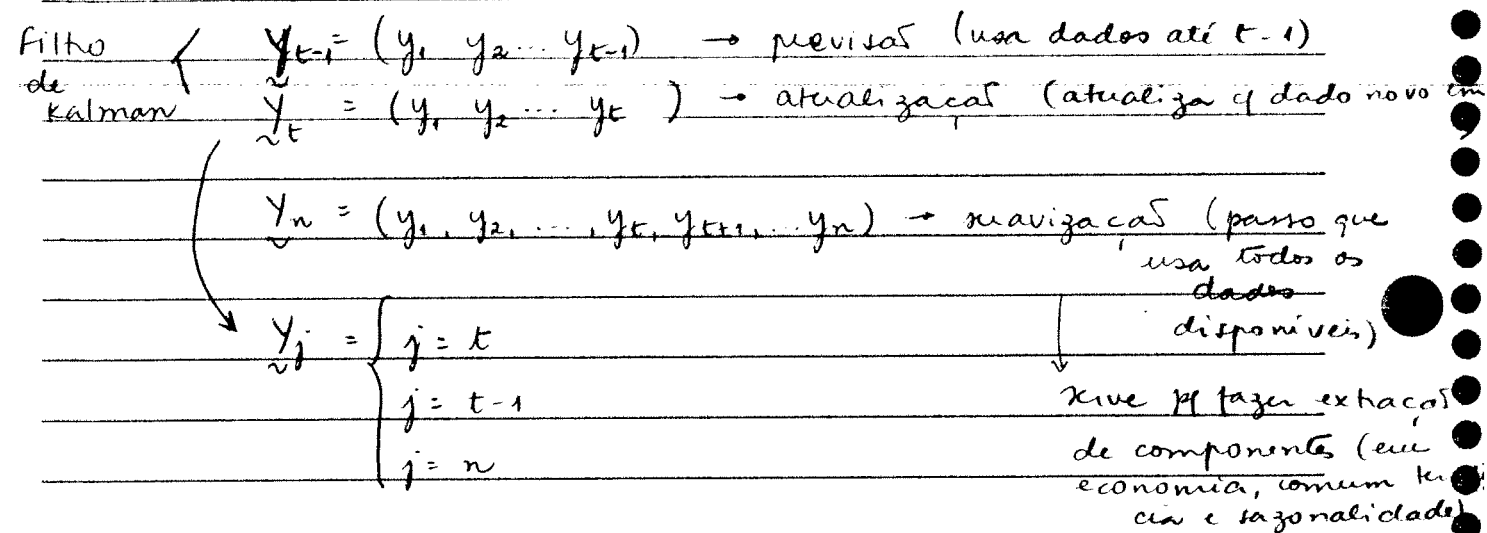 Filtro de Kalman
Y_{t-1} = (y_1 y_2 ... y_{t-1}) → previsão (usa dados até t-1)
Y_t = (y_1 y_2 ... y_t) → atualização (atualiza c/ dado novo em
Y_n = (y_1, y_2, ..., y_t, y_{t+1}, ... y_n) → suavização (passo que
usa todos os
dados
disponíveis)
Y_j = { j = t
j = t-1
j = n
serve p/ fazer extração
de componentes (em
economia, comum
cia e sazonalidade)